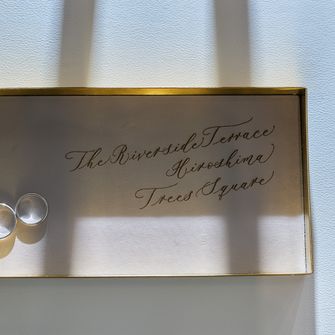 The Riverside Terrace
Hiroshima
Trees Square